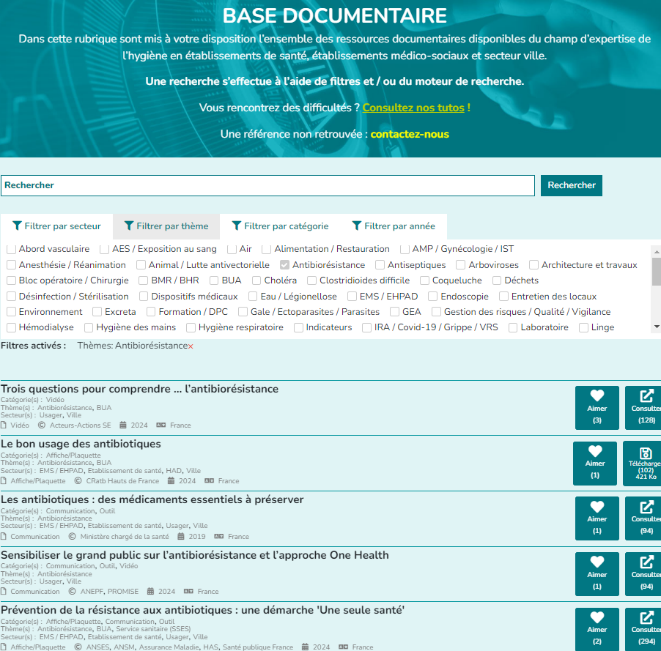 BASE DOCUMENTAIRE
Dans cette rubrique sont mis à votre disposition l'ensemble des ressources documentaires disponibles du champ d'expertise de
l'hygiène en établissements de santé, établissements médico-sociaux et secteur ville.
Une recherche s'effectue à l'aide de filtres et / ou du moteur de recherche.
Vous rencontrez des difficultés ? Consultez nos tutos !
Une référence non retrouvée : contactez-nous
Rechercher Rechercher
Filtrer par secteur Filtrer par thème Filtrer par catégorie Filtrer par année
Abord vasculaire AES / Exposition au sang Air Alimentation / Restauration AMP / Gynécologie / IST
Anesthésie / Réanimation Animal / Lutte antivectorielle Antibiorésistance Antiseptiques Arboviroses Architecture et travaux
Bloc opératoire / Chirurgie BMR / BHR BUA Choléra Clostridioides difficile Coqueluche Déchets
Désinfection / Stérilisation Dispositifs médicaux Eau / Légionellose EMS / EHPAD Endoscopie Entretien des locaux
Environnement Excreta Formation / DPC Gale / Ectoparasites / Parasites GEA Gestion des risques / Qualité / Vigilance
Hémodialyse Hygiène des mains Hygiène respiratoire Indicateurs IRA / Covid-19 / Grippe / VRS Laboratoire Linge
Filtres activés : Thèmes: Antibiorésistance×
Trois questions pour comprendre ... l'antibiorésistance
Catégorie(s) : Vidéo
Thème(s) : Antibiorésistance, BUA
Secteur(s) : Usager, Ville
Vidéo Acteurs-Actions SE 2024 France
Aimer
(3)
Consulter
(128)
Le bon usage des antibiotiques
Catégorie(s) : Affiche/Plaquette
Thème(s) : Antibiorésistance, BUA
Secteur(s) : EMS / EHPAD, Etablissement de santé, HAD, Ville
Affiche/Plaquette CRatb Hauts de France 2024 France
Aimer
(1)
Télécharge
(102)
421 Ko
Les antibiotiques : des médicaments essentiels à préserver
Catégorie(s) : Communication, Outil
Thème(s) : Antibiorésistance
Secteur(s) : EMS / EHPAD, Etablissement de santé, Usager, Ville
Communication Ministère chargé de la santé 2019 France
Aimer
(1)
Consulter
(94)
Sensibiliser le grand public sur l'antibiorésistance et l'approche One Health
Catégorie(s) : Communication, Outil, Vidéo
Thème(s) : Antibiorésistance
Secteur(s) : Usager, Ville
Communication ANEPF, PROMISE 2024 France
Aimer
(1)
Consulter
(94)
Prévention de la résistance aux antibiotiques : une démarche 'Une seule santé'
Catégorie(s) : Affiche/Plaquette, Communication, Outil
Thème(s) : Antibiorésistance, BUA, Service sanitaire (SSES)
Secteur(s) : EMS / EHPAD, Etablissement de santé, Usager, Ville
Affiche/Plaquette ANSES, ANSM, Assurance Maladie, HAS, Santé publique France 2024 France
Aimer
(2)
Consulter
(294)